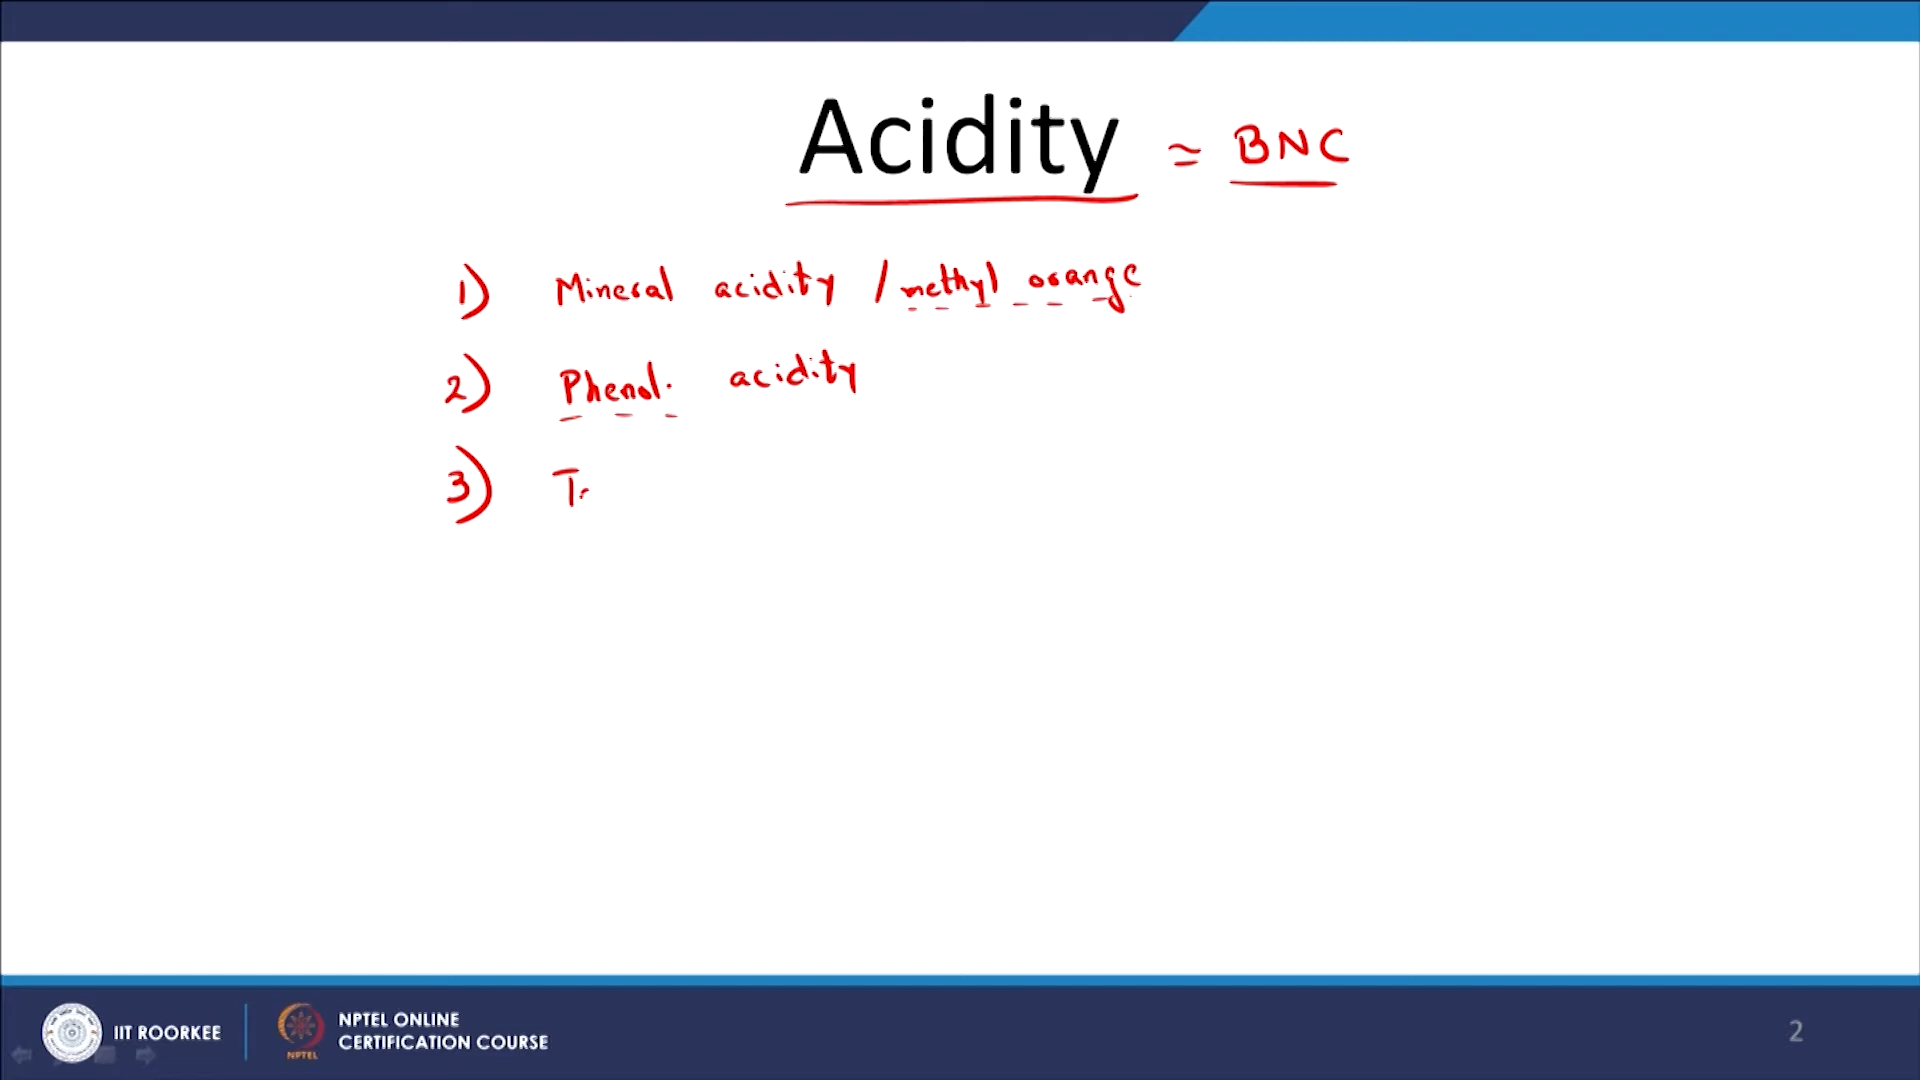 Acidity ≈ BNC
1) Mineral acidity / methyl orange
2) Phenol. acidity
3) T
IIT ROORKEE
NPTEL
NPTEL ONLINE
CERTIFICATION COURSE
2